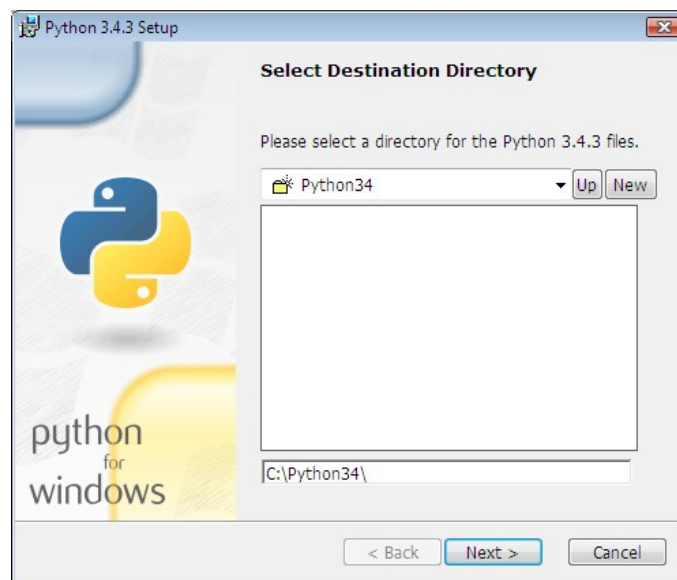 Python 3.4.3 Setup
Select Destination Directory
Please select a directory for the Python 3.4.3 files.
Python34
Up
New
C:\Python34\
python
for
windows
< Back
Next >
Cancel